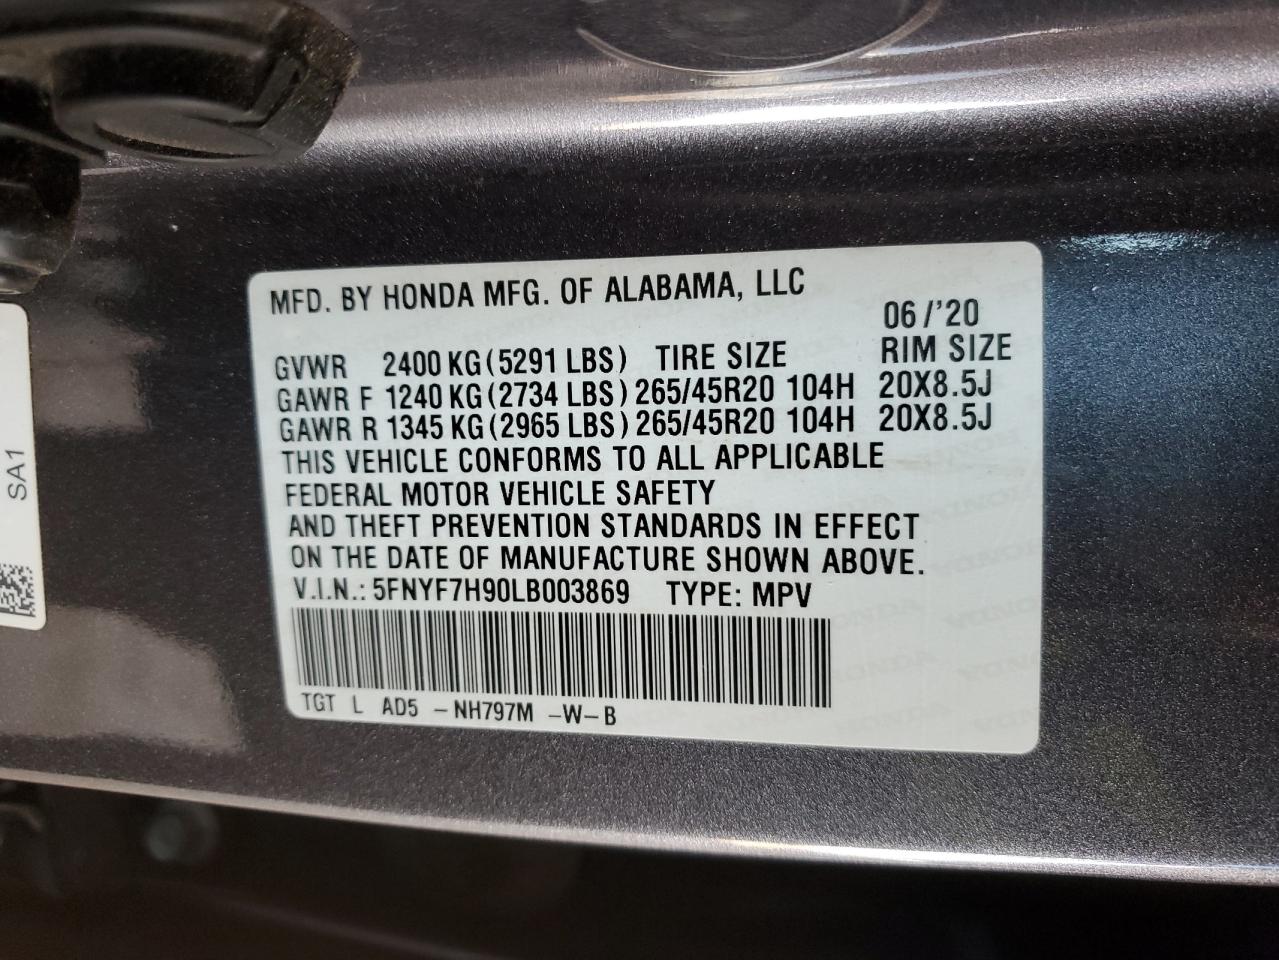 MFD. BY HONDA MFG. OF ALABAMA, LLC
06/'20
GVWR 2400 KG (5291 LBS) TIRE SIZE RIM SIZE
GAWR F 1240 KG (2734 LBS) 265/45R20 104H 20X8.5J
GAWR R 1345 KG (2965 LBS) 265/45R20 104H 20X8.5J
THIS VEHICLE CONFORMS TO ALL APPLICABLE
FEDERAL MOTOR VEHICLE SAFETY
AND THEFT PREVENTION STANDARDS IN EFFECT
ON THE DATE OF MANUFACTURE SHOWN ABOVE.
V.I.N.: 5FNYF7H90LB003869 TYPE: MPV
TGT L AD5 -NH797M -W-B
SA1